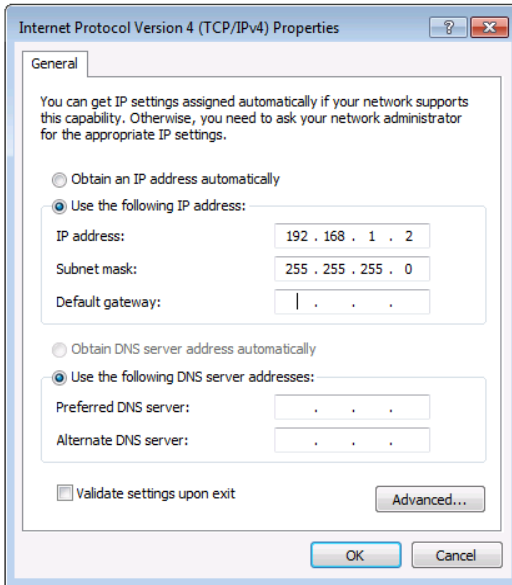 Internet Protocol Version 4 (TCP/IPv4) Properties
General
You can get IP settings assigned automatically if your network supports
this capability. Otherwise, you need to ask your network administrator
for the appropriate IP settings.
Obtain an IP address automatically
Use the following IP address:
IP address: 192 . 168 . 1 . 2
Subnet mask: 255 . 255 . 255 . 0
Default gateway: . . .
Obtain DNS server address automatically
Use the following DNS server addresses:
Preferred DNS server: . . .
Alternate DNS server: . . .
Validate settings upon exit
Advanced...
OK Cancel